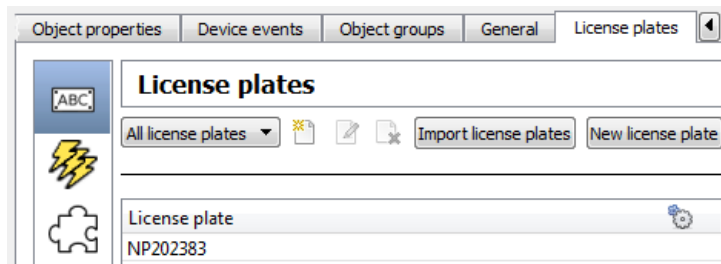 Object properties Device events Object groups General License plates
ABC
License plates
All license plates Import license plates New license plate
License plate
NP202383